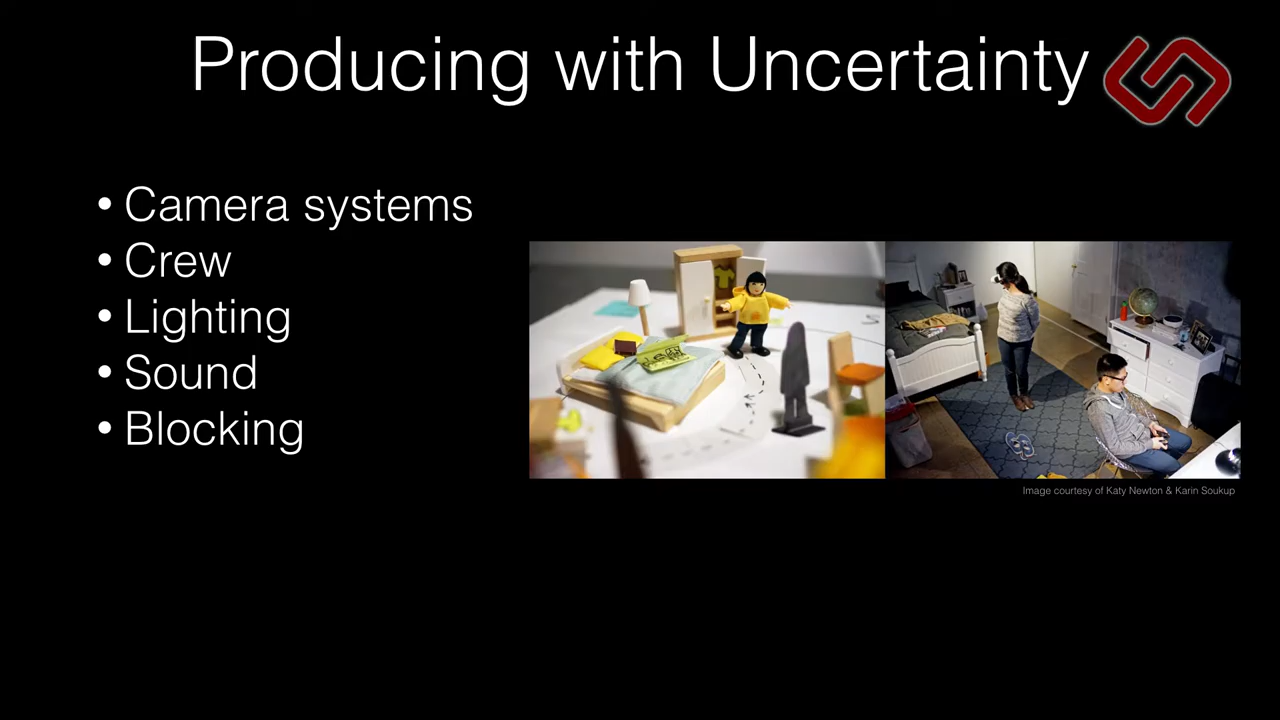 Producing with Uncertainty
• Camera systems
• Crew
• Lighting
• Sound
• Blocking
Image courtesy of Katy Newton & Karin Soukup